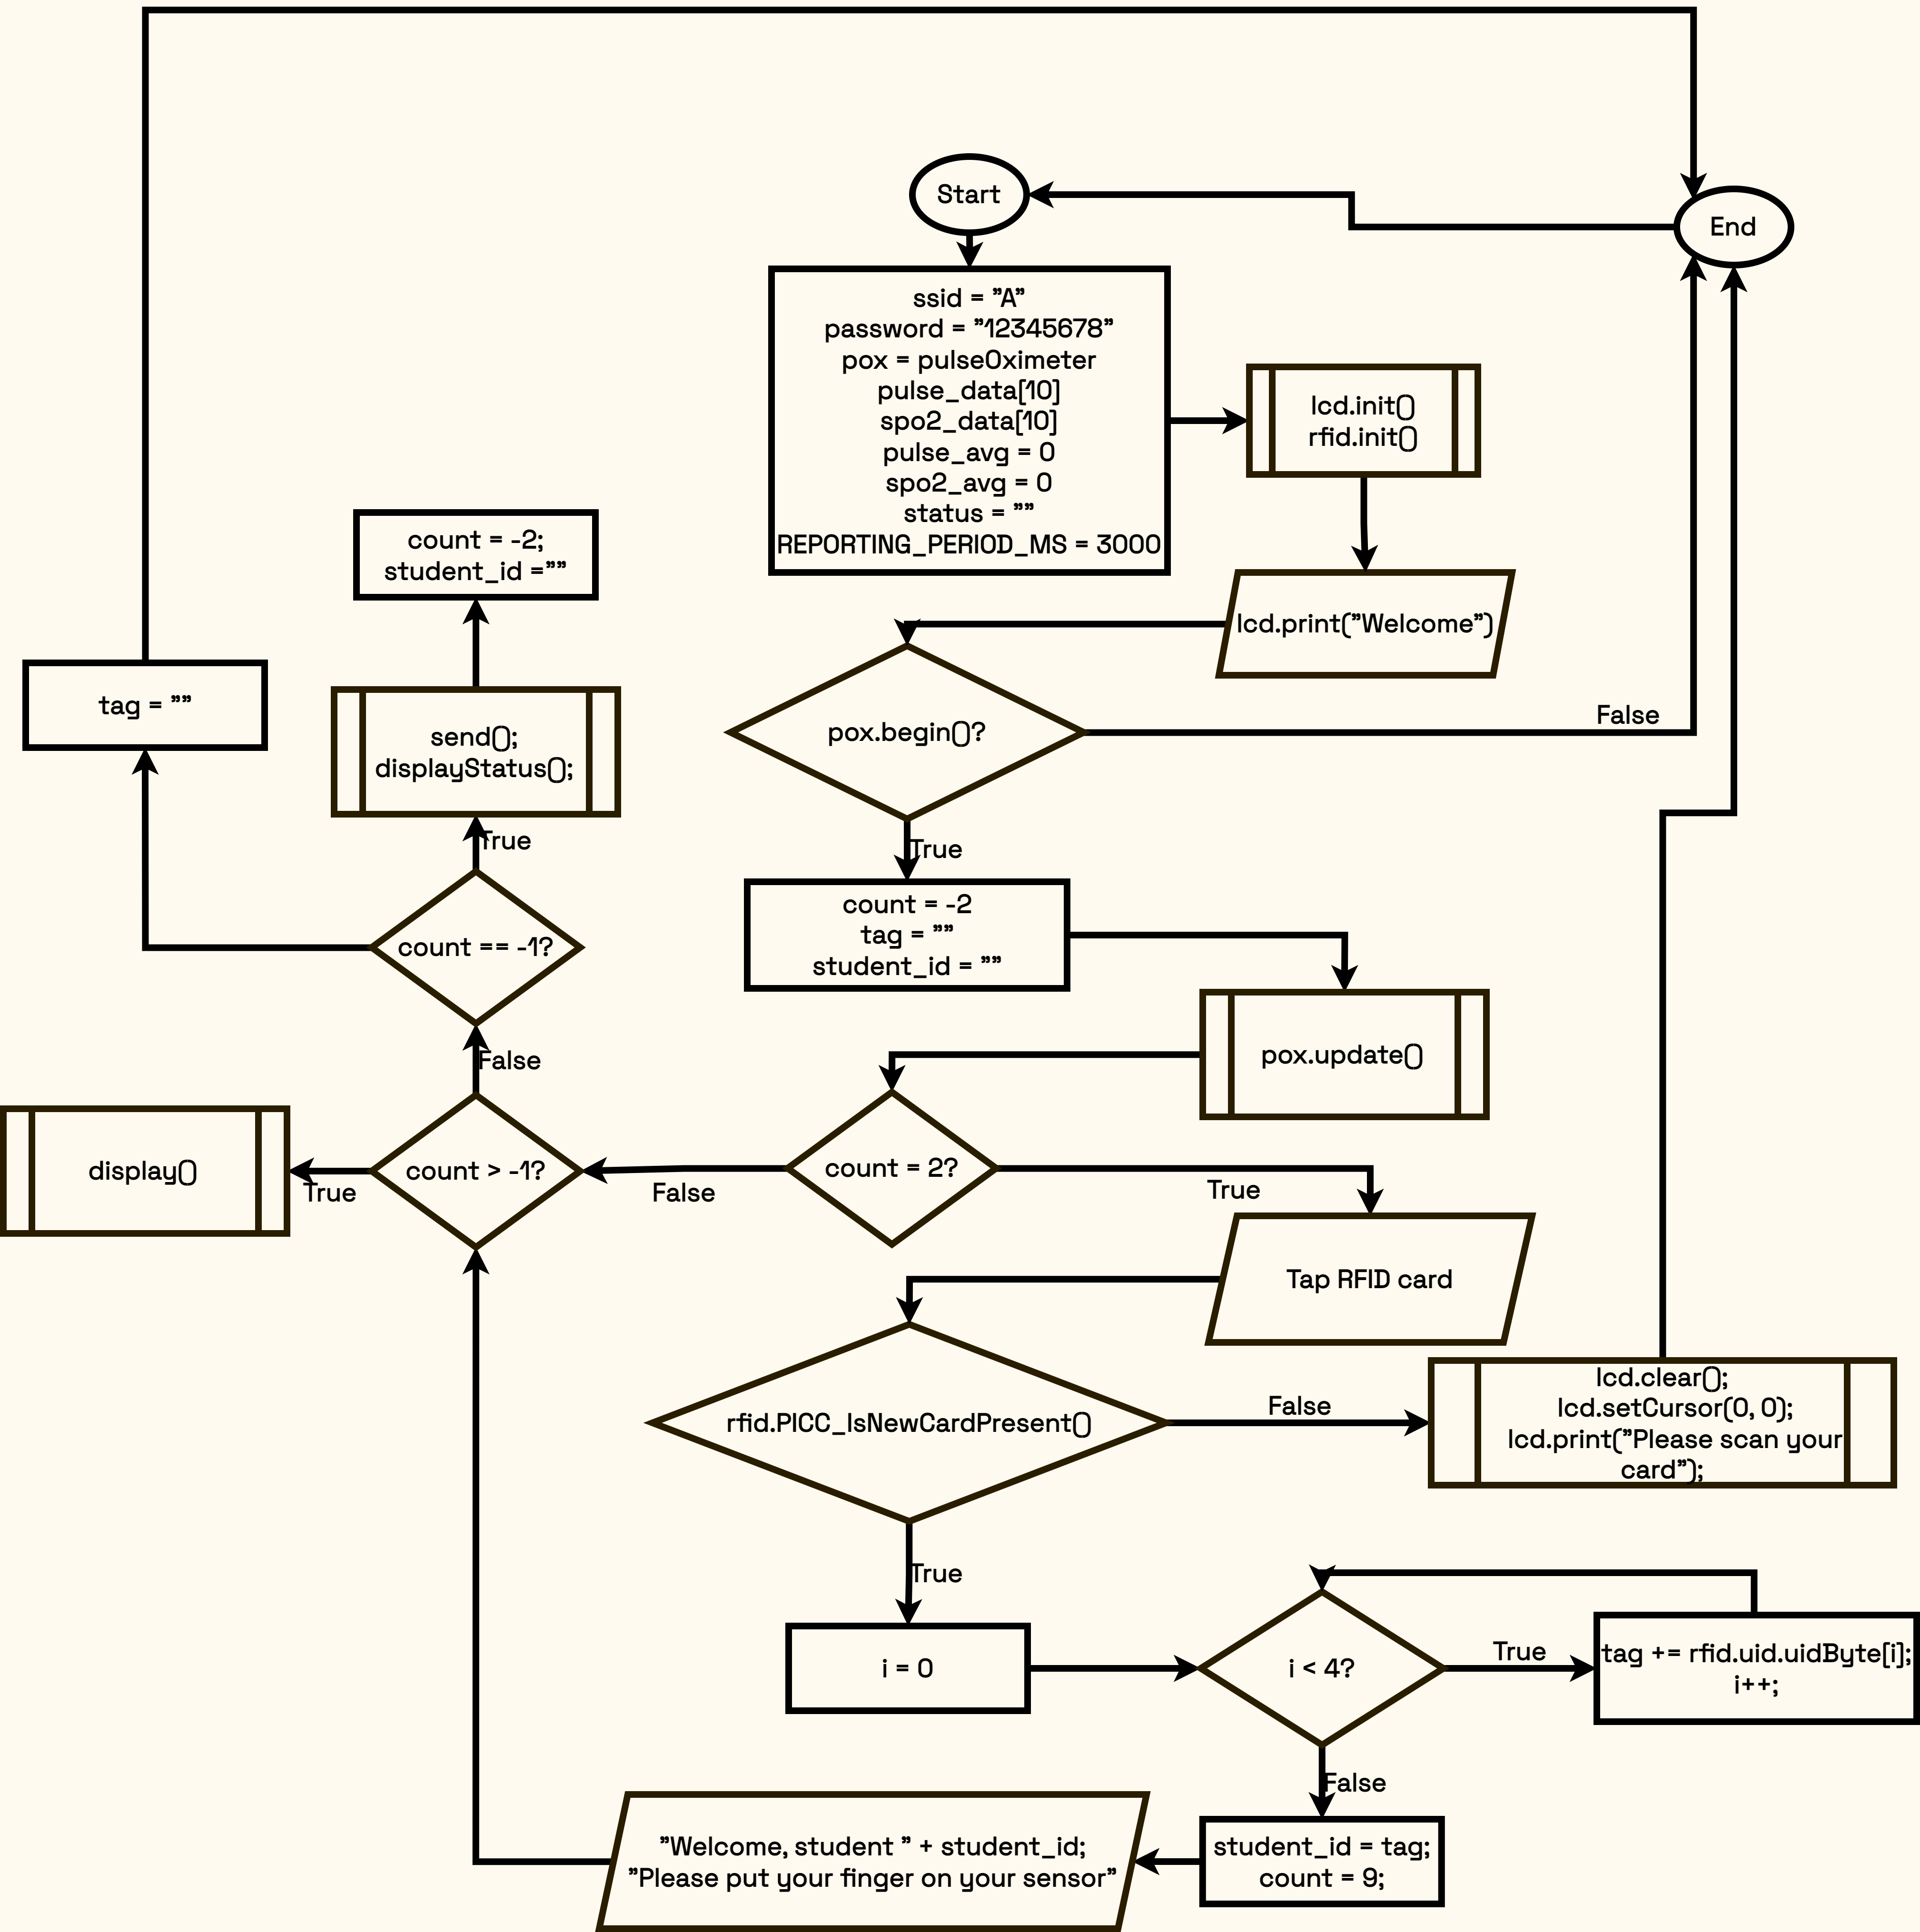 Start
End
ssid = "A"
password = "12345678"
pox = pulseOximeter
pulse_data[10]
spo2_data[10]
pulse_avg = 0
spo2_avg = 0
status = ""
REPORTING_PERIOD_MS = 3000
lcd.init()
rfid.init()
lcd.print("Welcome")
pox.begin()?
False
True
count = -2
tag = ""
student_id = ""
pox.update()
count = 2?
True
False
Tap RFID card
rfid.PICC_IsNewCardPresent()
False
lcd.clear();
lcd.setCursor(0, 0);
lcd.print("Please scan your
card");
True
i = 0
i < 4?
True
tag += rfid.uid.uidByte[i];
i++;
False
student_id = tag;
count = 9;
"Welcome, student " + student_id;
"Please put your finger on your sensor"
count > -1?
True
display()
False
count == -1?
True
send();
displayStatus();
count = -2;
student_id =""
tag = ""